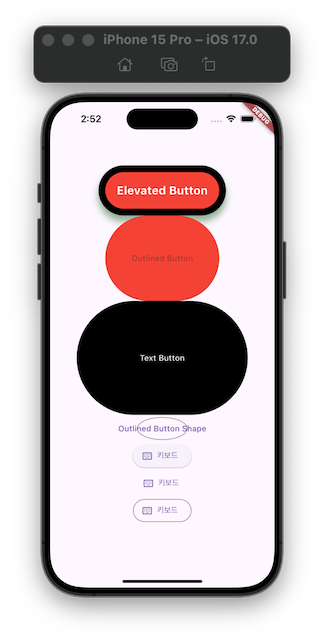 iPhone 15 Pro – iOS 17.0
2:52
DEBUG
Elevated Button
Outlined Button
Text Button
Outlined Button Shape
키보드
키보드
키보드